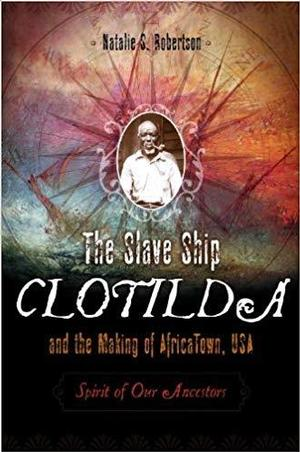 Natalie S. Robertson
The Slave Ship
CLOTILDA
and the Making of AfricaTown, USA
Spirit of Our Ancestors